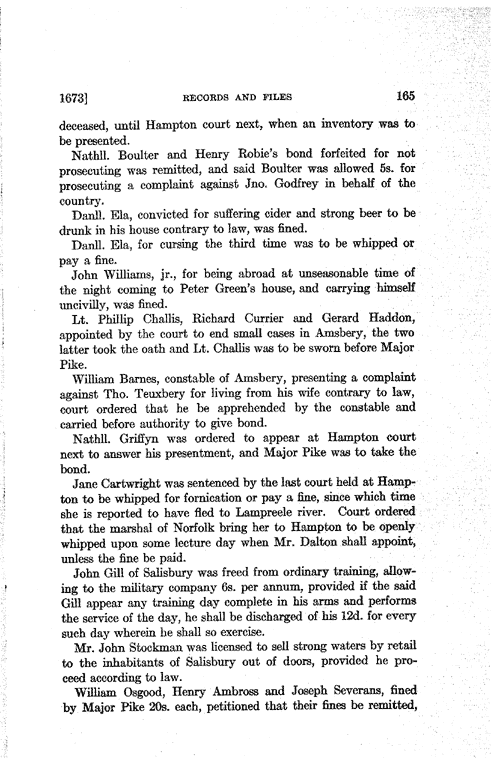 1673] RECORDS AND FILES 165
deceased, until Hampton court next, when an inventory was to
be presented.
Nathll. Boulter and Henry Robie's bond forfeited for not
prosecuting was remitted, and said Boulter was allowed 5s. for
prosecuting a complaint against Jno. Godfrey in behalf of the
country.
Danll. Ela, convicted for suffering cider and strong beer to be
drunk in his house contrary to law, was fined.
Danll. Ela, for cursing the third time was to be whipped or
pay a fine.
John Williams, jr., for being abroad at unseasonable time of
the night coming to Peter Green's house, and carrying himself
uncivilly, was fined.
Lt. Phillip Challis, Richard Currier and Gerard Haddon,
appointed by the court to end small cases in Amsbery, the two
latter took the oath and Lt. Challis was to be sworn before Major
Pike.
William Barnes, constable of Amsbery, presenting a complaint
against Tho. Teuxbery for living from his wife contrary to law,
court ordered that he be apprehended by the constable and
carried before authority to give bond.
Nathll. Griffyn was ordered to appear at Hampton court
next to answer his presentment, and Major Pike was to take the
bond.
Jane Cartwright was sentenced by the last court held at Hamp-
ton to be whipped for fornication or pay a fine, since which time
she is reported to have fled to Lampreele river. Court ordered
that the marshal of Norfolk bring her to Hampton to be openly
whipped upon some lecture day when Mr. Dalton shall appoint,
unless the fine be paid.
John Gill of Salisbury was freed from ordinary training, allow-
ing to the military company 6s. per annum, provided if the said
Gill appear any training day complete in his arms and performs
the service of the day, he shall be discharged of his 12d. for every
such day wherein he shall so exercise.
Mr. John Stockman was licensed to sell strong waters by retail
to the inhabitants of Salisbury out of doors, provided he pro-
ceed according to law.
William Osgood, Henry Ambross and Joseph Severans, fined
by Major Pike 20s. each, petitioned that their fines be remitted,